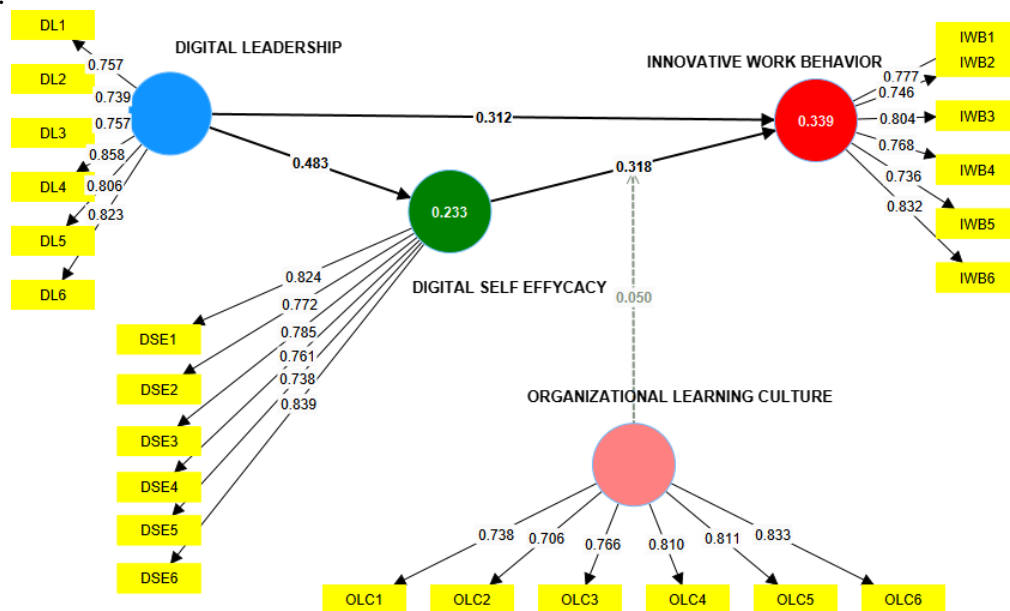 DL1
DIGITAL LEADERSHIP
0.757
DL2
0.739
DL3
0.757
0.858
DL4
0.806
0.823
DL5
DL6
0.312
0.483
INNOVATIVE WORK BEHAVIOR
0.339
IWB1
IWB2
0.777
0.746
0.804
IWB3
0.768
IWB4
0.736
0.832
IWB5
IWB6
0.318
0.233
DIGITAL SELF EFFYCACY
0.050
0.824
0.772
0.785
0.761
0.738
0.839
DSE1
DSE2
DSE3
DSE4
DSE5
DSE6
ORGANIZATIONAL LEARNING CULTURE
0.738
0.706
0.766
0.810
0.811
0.833
OLC1
OLC2
OLC3
OLC4
OLC5
OLC6